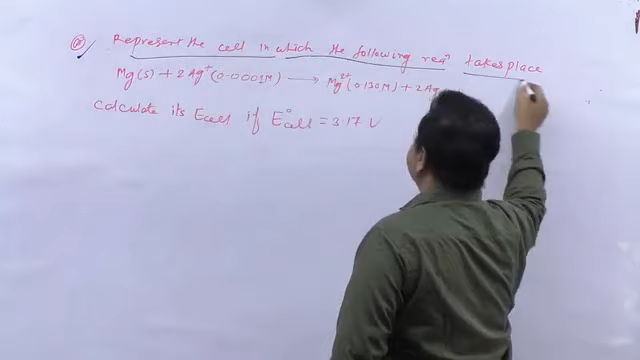 Q Represent the cell in which the following reaⁿ takes place
Mg(s) + 2Ag⁺(0.0001M) ⟶ Mg²⁺(0.130M) + 2Ag
Calculate its Ecell if E°cell = 3.17 V